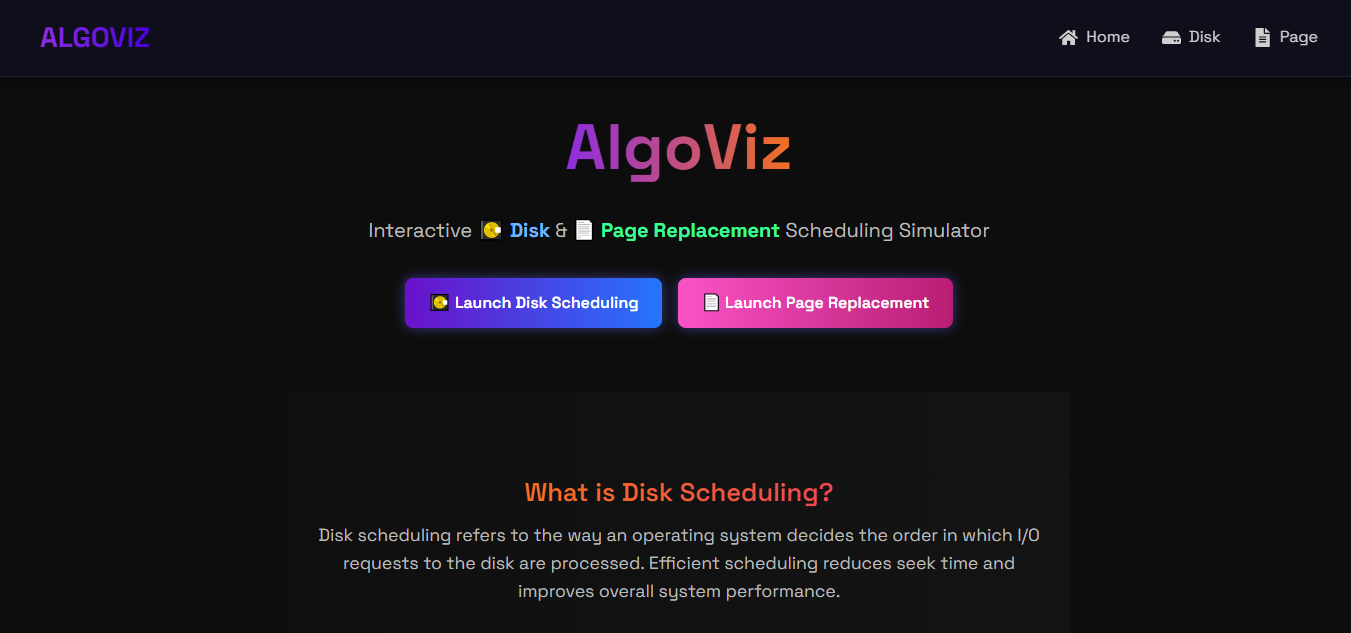 ALGOVIZ
Home
Disk
Page
AlgoViz
Interactive 💽 Disk & 📄 Page Replacement Scheduling Simulator
💽 Launch Disk Scheduling
📄 Launch Page Replacement
What is Disk Scheduling?
Disk scheduling refers to the way an operating system decides the order in which I/O
requests to the disk are processed. Efficient scheduling reduces seek time and
improves overall system performance.